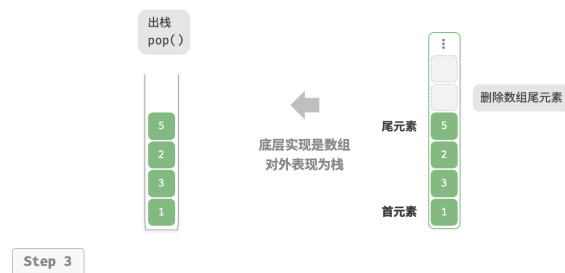 出栈
pop()
删除数组尾元素
5
2
3
1
底层实现是数组
对外表现为栈
尾元素
首元素
5
2
3
1
Step 3